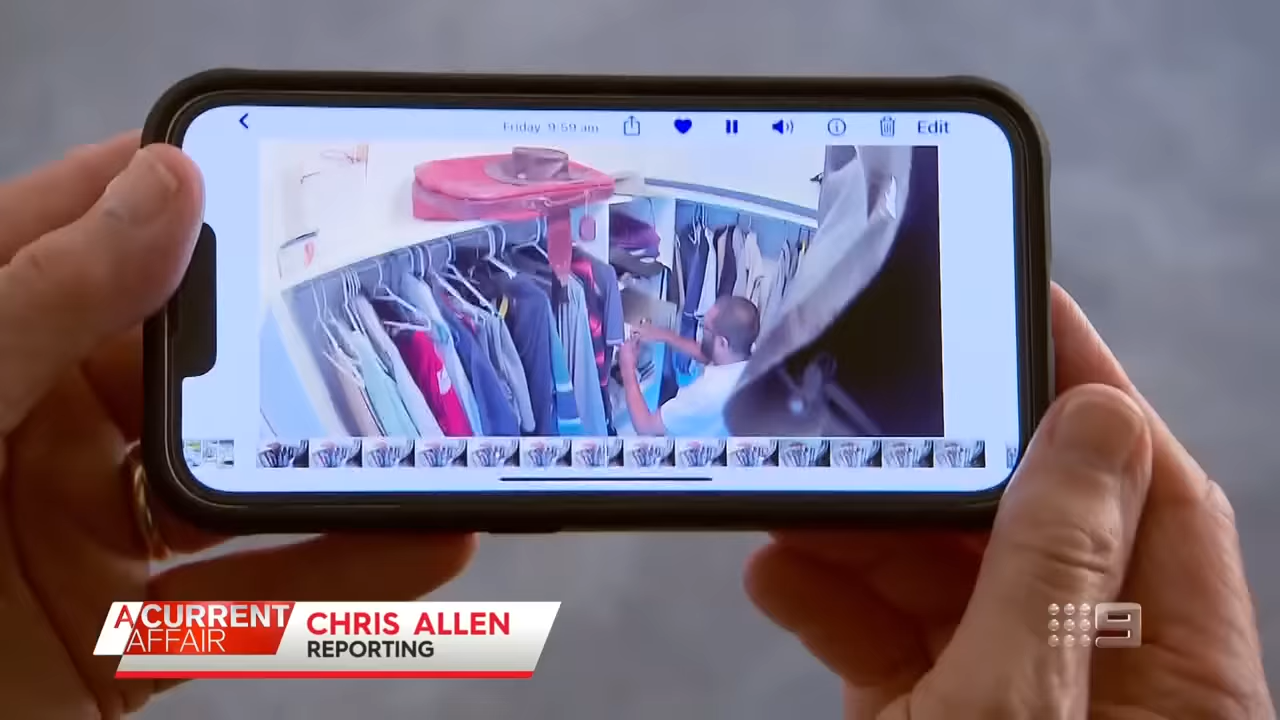 Friday 9:59 am
Edit
A CURRENT
AFFAIR
CHRIS ALLEN
REPORTING
9